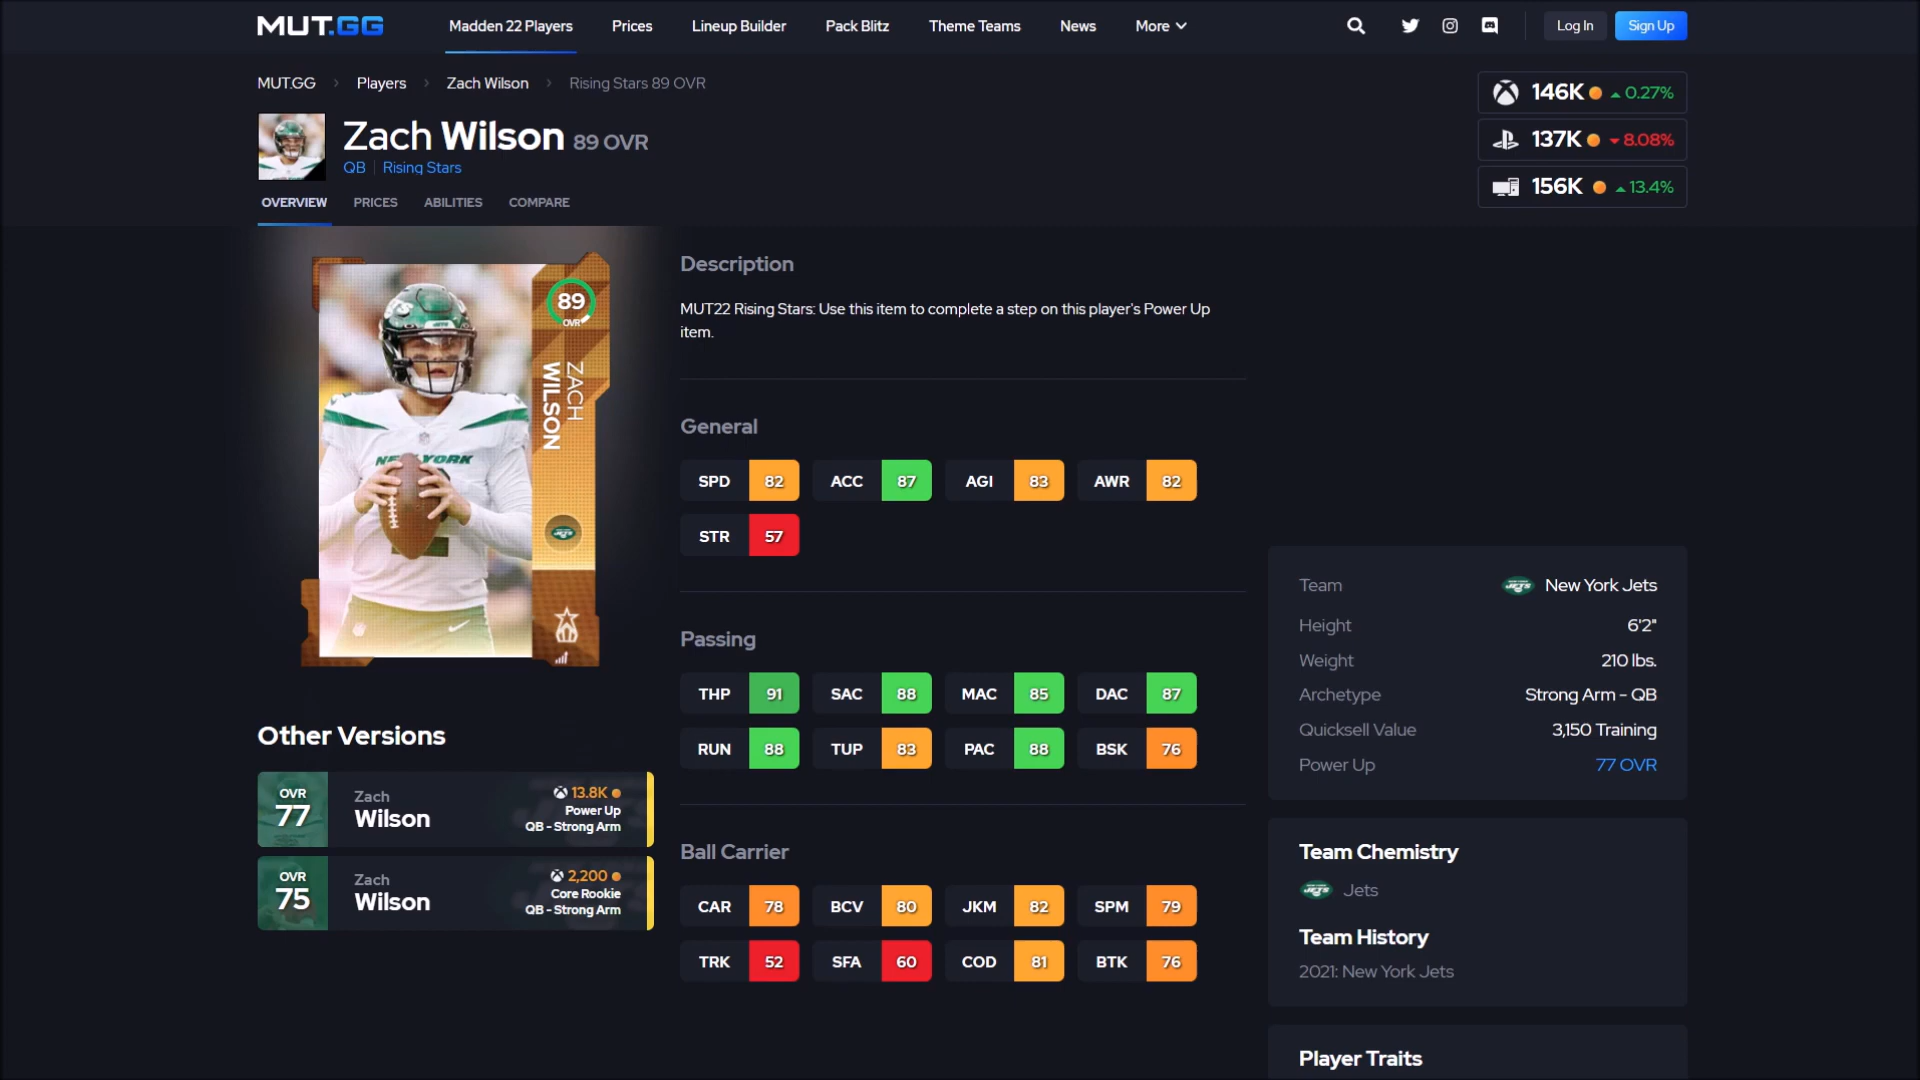 MUT.GG
Madden 22 Players
Prices
Lineup Builder
Pack Blitz
Theme Teams
News
More
Log In
Sign Up
MUT.GG > Players > Zach Wilson > Rising Stars 89 OVR
Zach Wilson 89 OVR
QB | Rising Stars
146K 0.27%
137K 8.08%
156K 13.4%
OVERVIEW
PRICES
ABILITIES
COMPARE
89
OVR
ZACH
WILSON
JETS
NEW YORK
JETS
Description
MUT22 Rising Stars: Use this item to complete a step on this player's Power Up
item.
General
SPD 82
ACC 87
AGI 83
AWR 82
STR 57
Passing
THP 91
SAC 88
MAC 85
DAC 87
RUN 88
TUP 83
PAC 88
BSK 76
Ball Carrier
CAR 78
BCV 80
JKM 82
SPM 79
TRK 52
SFA 60
COD 81
BTK 76
Other Versions
OVR
77
Zach
Wilson
13.8K
Power Up
QB - Strong Arm
OVR
75
Zach
Wilson
2,200
Core Rookie
QB - Strong Arm
Team JETS New York Jets
Height 6'2"
Weight 210 lbs.
Archetype Strong Arm - QB
Quicksell Value 3,150 Training
Power Up 77 OVR
Team Chemistry
JETS Jets
Team History
2021: New York Jets
Player Traits